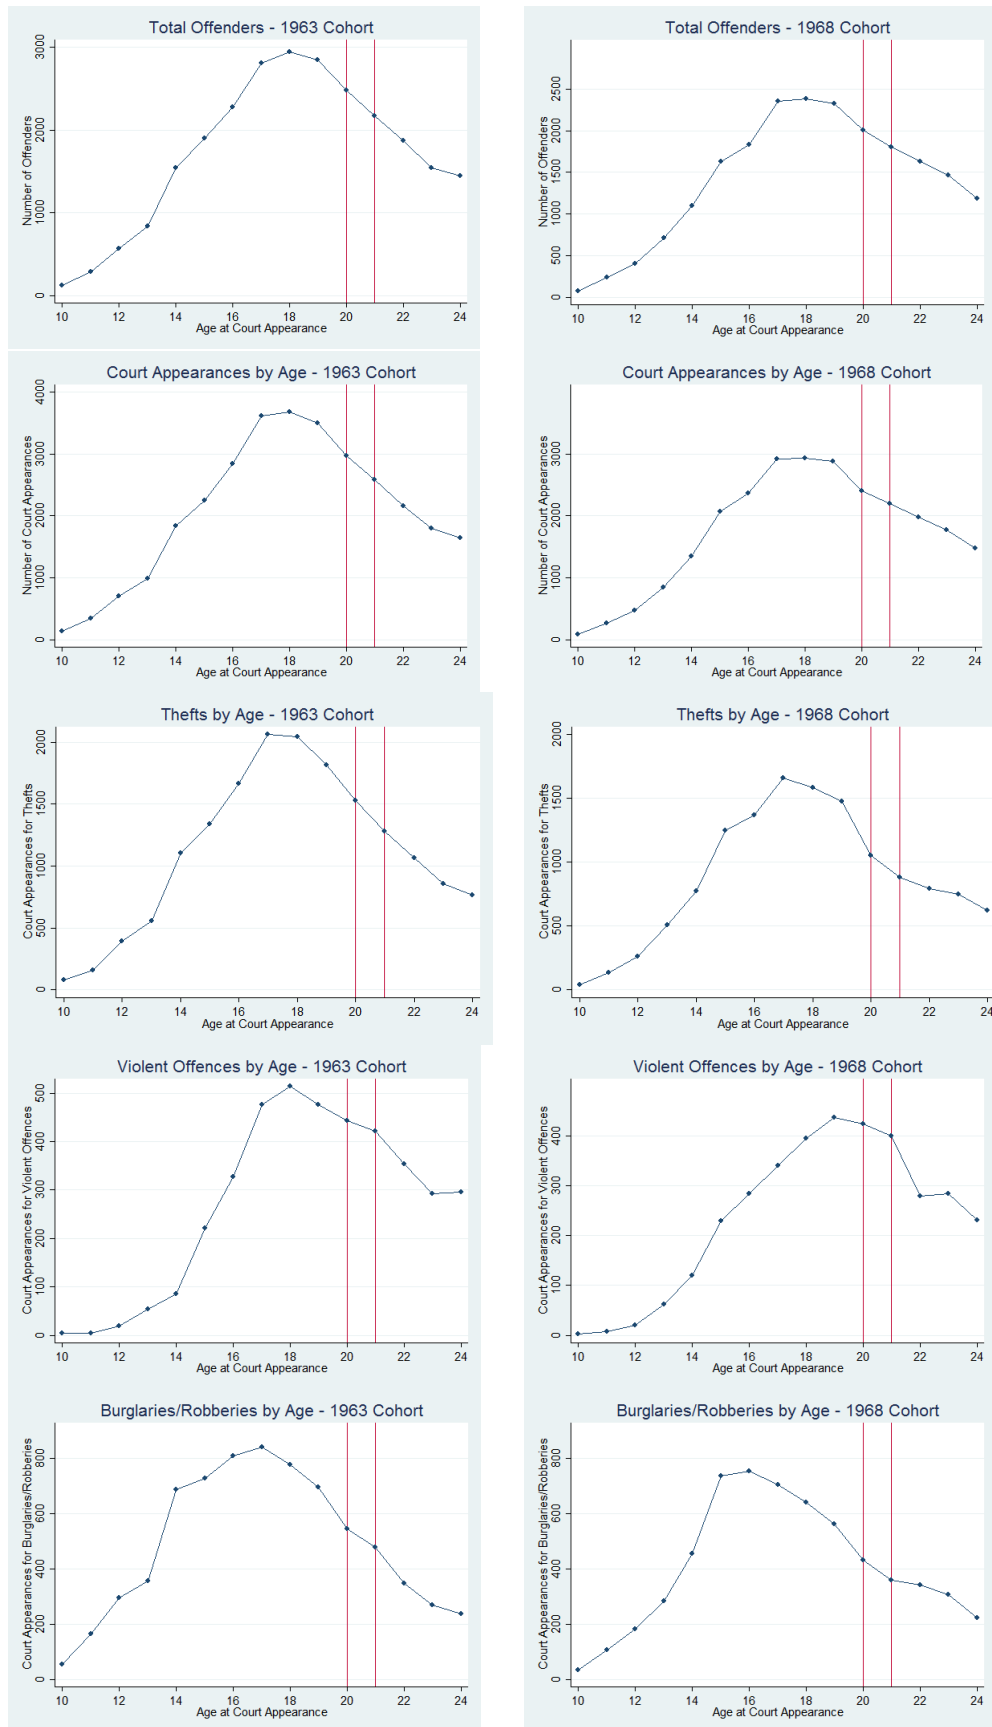 Total Offenders - 1963 Cohort
Number of Offenders
3000
2000
1000
0
10 12 14 16 18 20 22 24
Age at Court Appearance
Total Offenders - 1968 Cohort
Number of Offenders
2500
2000
1500
1000
500
0
10 12 14 16 18 20 22 24
Age at Court Appearance
Court Appearances by Age - 1963 Cohort
Number of Court Appearances
4000
3000
2000
1000
0
10 12 14 16 18 20 22 24
Age at Court Appearance
Court Appearances by Age - 1968 Cohort
Number of Court Appearances
3000
2000
1000
0
10 12 14 16 18 20 22 24
Age at Court Appearance
Thefts by Age - 1963 Cohort
Court Appearances for Thefts
2000
1500
1000
500
0
10 12 14 16 18 20 22 24
Age at Court Appearance
Thefts by Age - 1968 Cohort
Court Appearances for Thefts
2000
1500
1000
500
0
10 12 14 16 18 20 22 24
Age at Court Appearance
Violent Offences by Age - 1963 Cohort
Court Appearances for Violent Offences
500
400
300
200
100
0
10 12 14 16 18 20 22 24
Age at Court Appearance
Violent Offences by Age - 1968 Cohort
Court Appearances for Violent Offences
400
300
200
100
0
10 12 14 16 18 20 22 24
Age at Court Appearance
Burglaries/Robberies by Age - 1963 Cohort
Court Appearances for Burglaries/Robberies
800
600
400
200
0
10 12 14 16 18 20 22 24
Age at Court Appearance
Burglaries/Robberies by Age - 1968 Cohort
Court Appearances for Burglaries/Robberies
800
600
400
200
0
10 12 14 16 18 20 22 24
Age at Court Appearance